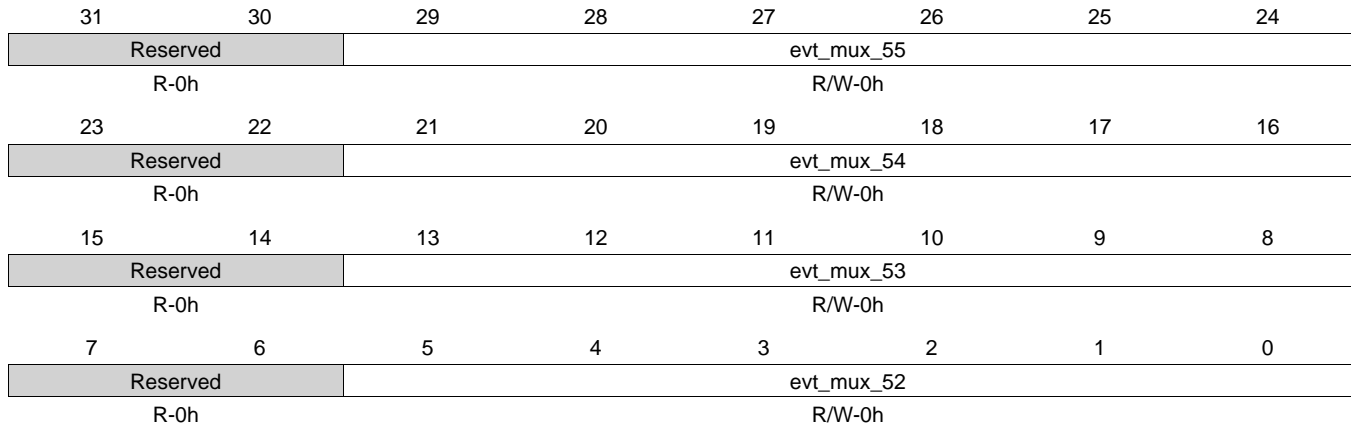 31 30 29 28 27 26 25 24
Reserved evt_mux_55
R-0h R/W-0h
23 22 21 20 19 18 17 16
Reserved evt_mux_54
R-0h R/W-0h
15 14 13 12 11 10 9 8
Reserved evt_mux_53
R-0h R/W-0h
7 6 5 4 3 2 1 0
Reserved evt_mux_52
R-0h R/W-0h